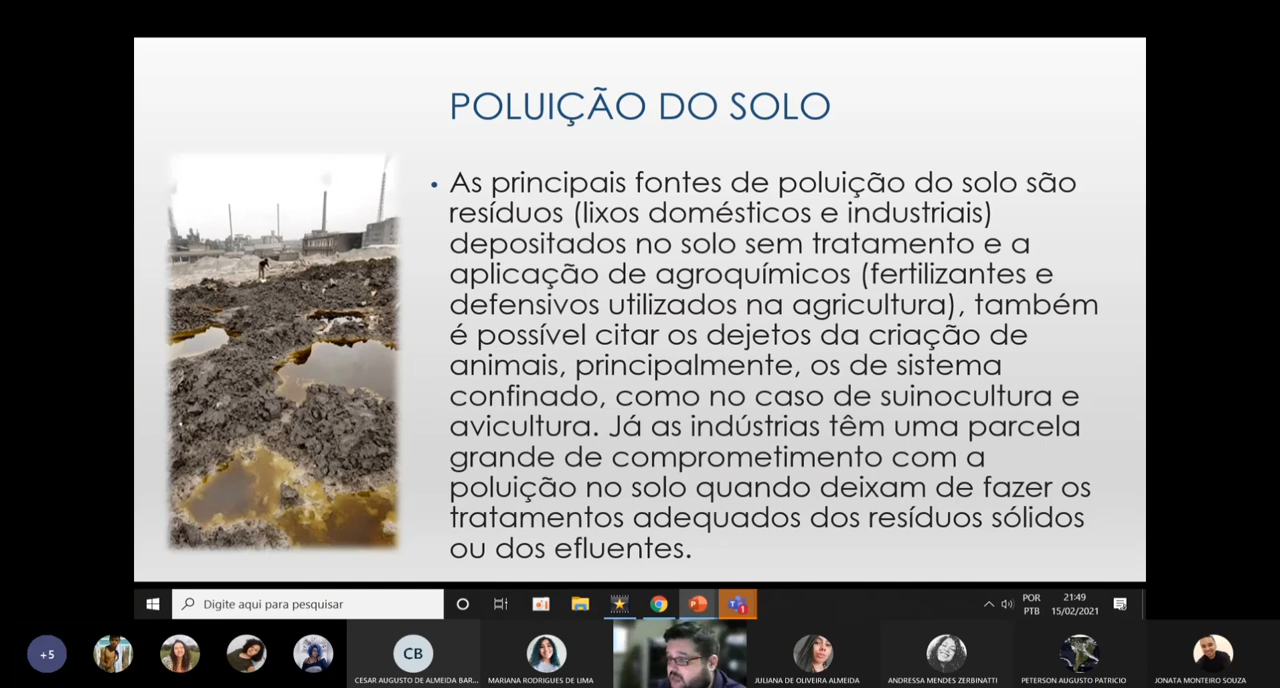 POLUIÇÃO DO SOLO
• As principais fontes de poluição do solo são
resíduos (lixos domésticos e industriais)
depositados no solo sem tratamento e a
aplicação de agroquímicos (fertilizantes e
defensivos utilizados na agricultura), também
é possível citar os dejetos da criação de
animais, principalmente, os de sistema
confinado, como no caso de suinocultura e
avicultura. Já as indústrias têm uma parcela
grande de comprometimento com a
poluição no solo quando deixam de fazer os
tratamentos adequados dos resíduos sólidos
ou dos efluentes.
Digite aqui para pesquisar
POR
PTB
21:49
15/02/2021
+5
CB
CESAR AUGUSTO DE ALMEIDA BAR...
MARIANA RODRIGUES DE LIMA
JULIANA DE OLIVEIRA ALMEIDA
ANDRESSA MENDES ZERBINATTI
PETERSON AUGUSTO PATRICIO
JONATA MONTEIRO SOUZA